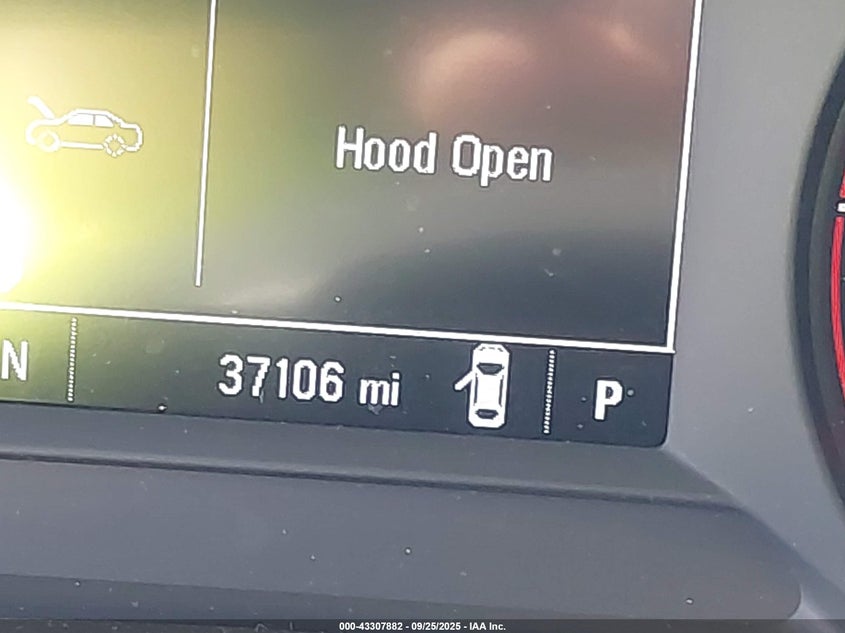 Hood Open
N
37106 mi
P
000-43307882 - 09/25/2025 - IAA Inc.